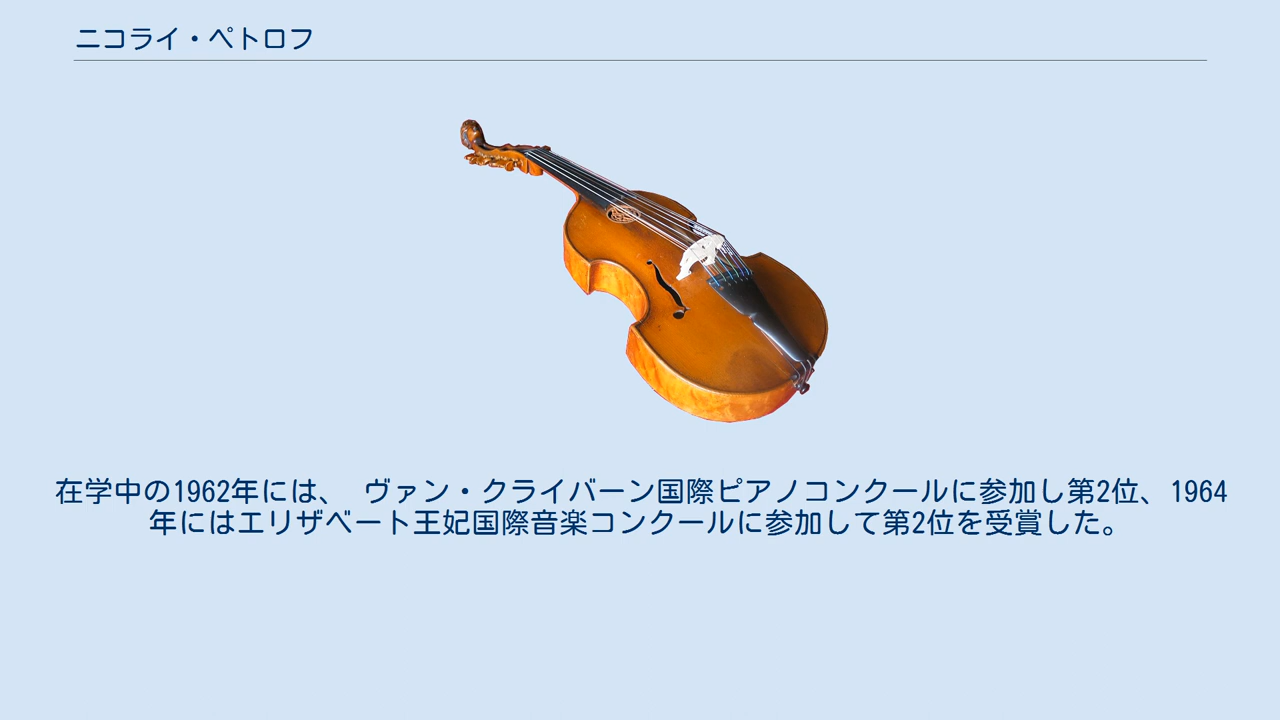 ニコライ・ペトロフ
在学中の1962年には、 ヴァン・クライバーン国際ピアノコンクールに参加し第2位、1964
年にはエリザベート王妃国際音楽コンクールに参加して第2位を受賞した。